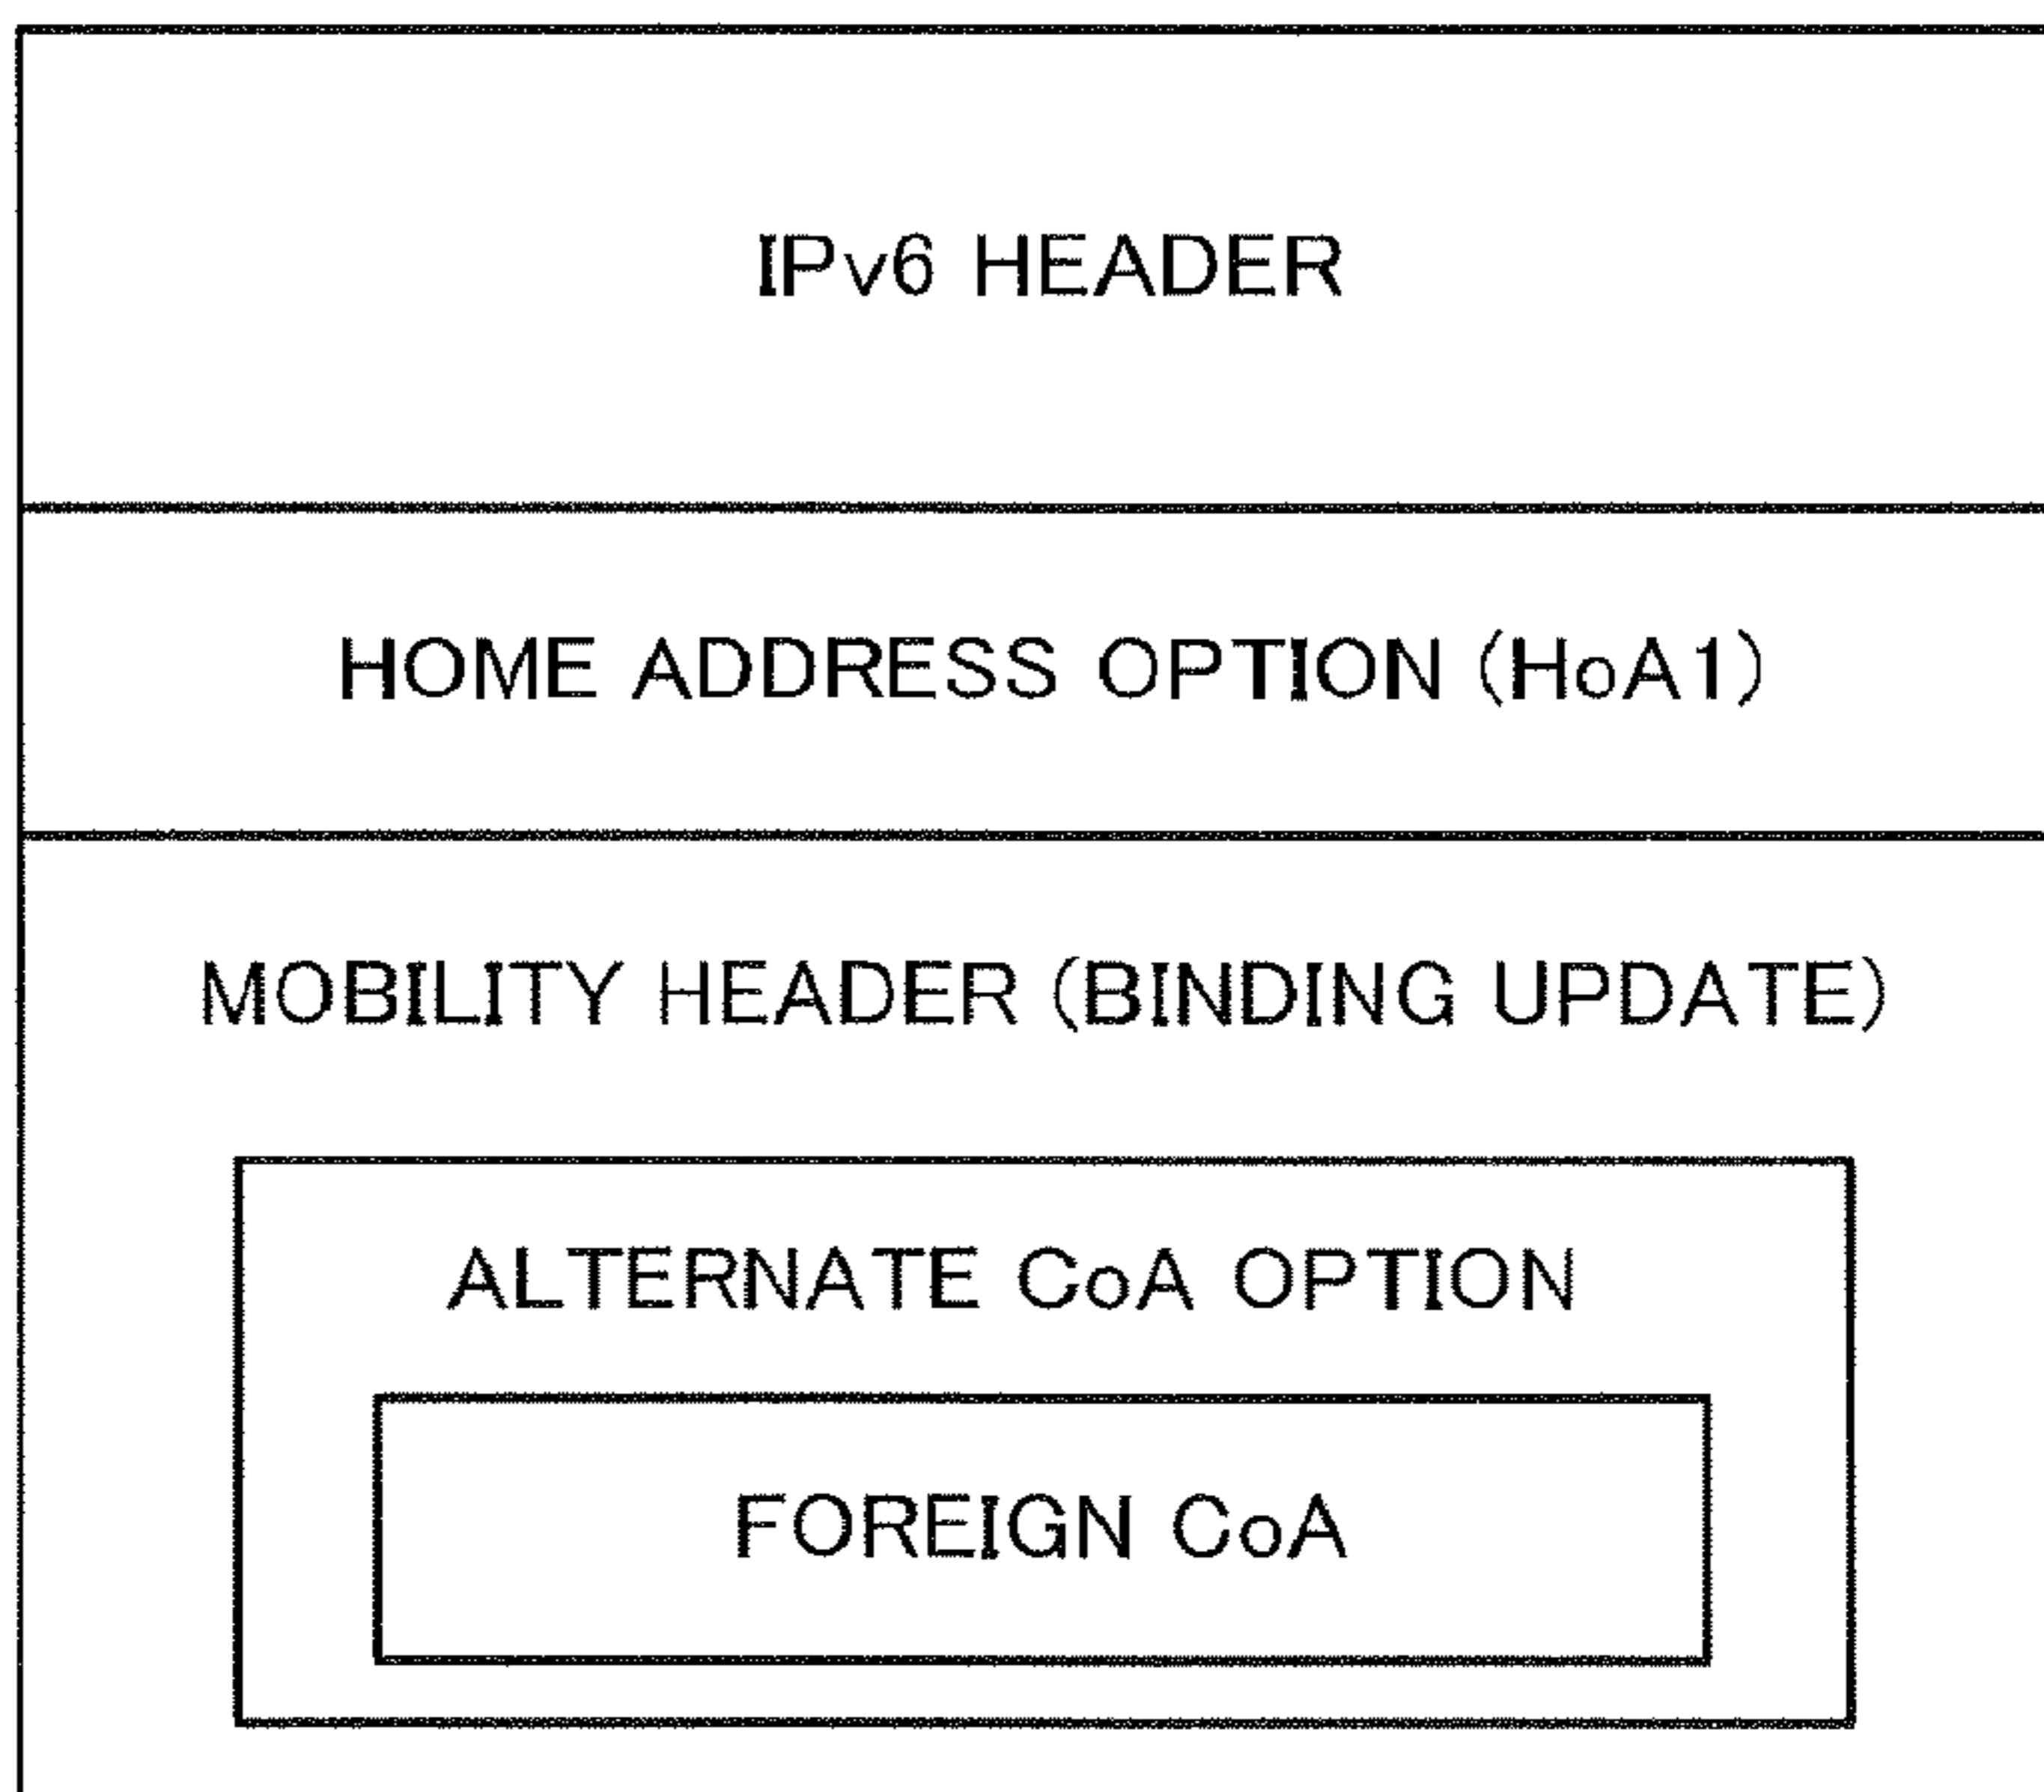 IPv6 HEADER
HOME ADDRESS OPTION (HoA1)
MOBILITY HEADER (BINDING UPDATE)
ALTERNATE CoA OPTION
FOREIGN CoA